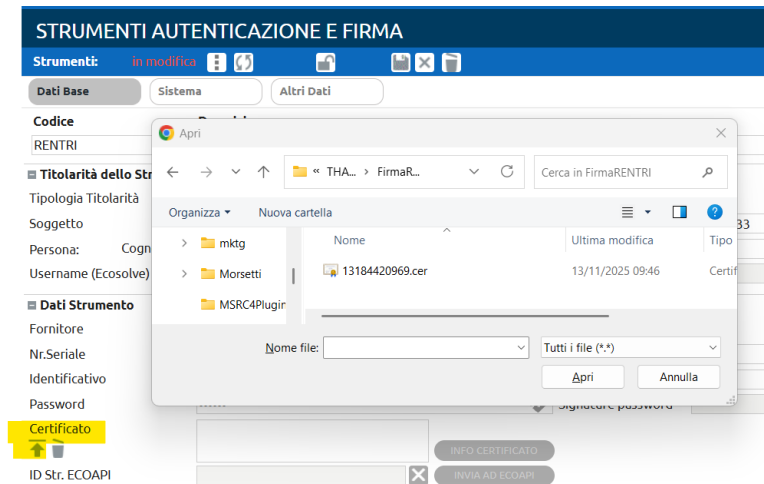 STRUMENTI AUTENTICAZIONE E FIRMA
Strumenti: in modifica
Dati Base Sistema Altri Dati
Codice
RENTRI
Apri
« THA... › FirmaR... Cerca in FirmaRENTRI
Organizza Nuova cartella
Titolarità dello Str
Tipologia Titolarità
Soggetto 33
Persona: Cogn
Username (Ecosolve)
mktg Nome Ultima modifica Tipo
Morsetti 13184420969.cer 13/11/2025 09:46 Certif
MSRC4Plugin
Dati Strumento
Fornitore
Nr.Seriale Nome file: Tutti i file (*.*)
Identificativo Apri Annulla
Password Signature password
Certificato
INFO CERTIFICATO
ID Str. ECOAPI INVIA AD ECOAPI